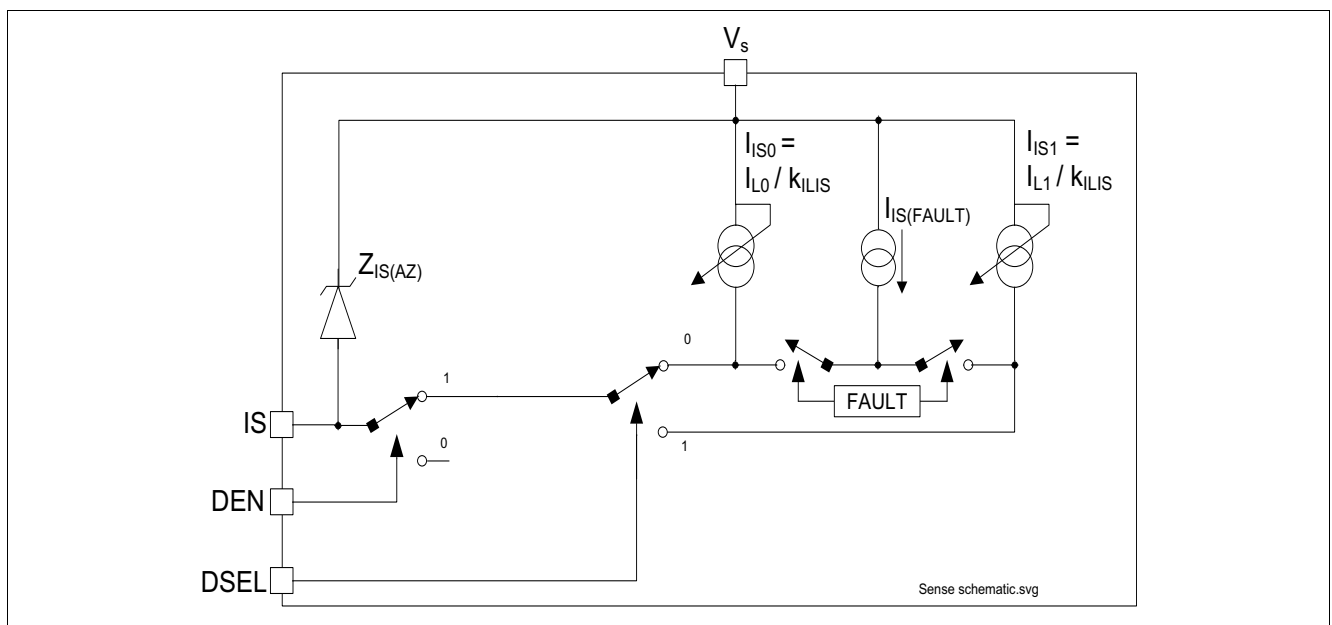 Vs
IIS0 =
IL0 / kILIS
IIS(FAULT)
IIS1 =
IL1 / kILIS
ZIS(AZ)
0
1
FAULT
IS
0
1
DEN
DSEL
Sense schematic.svg